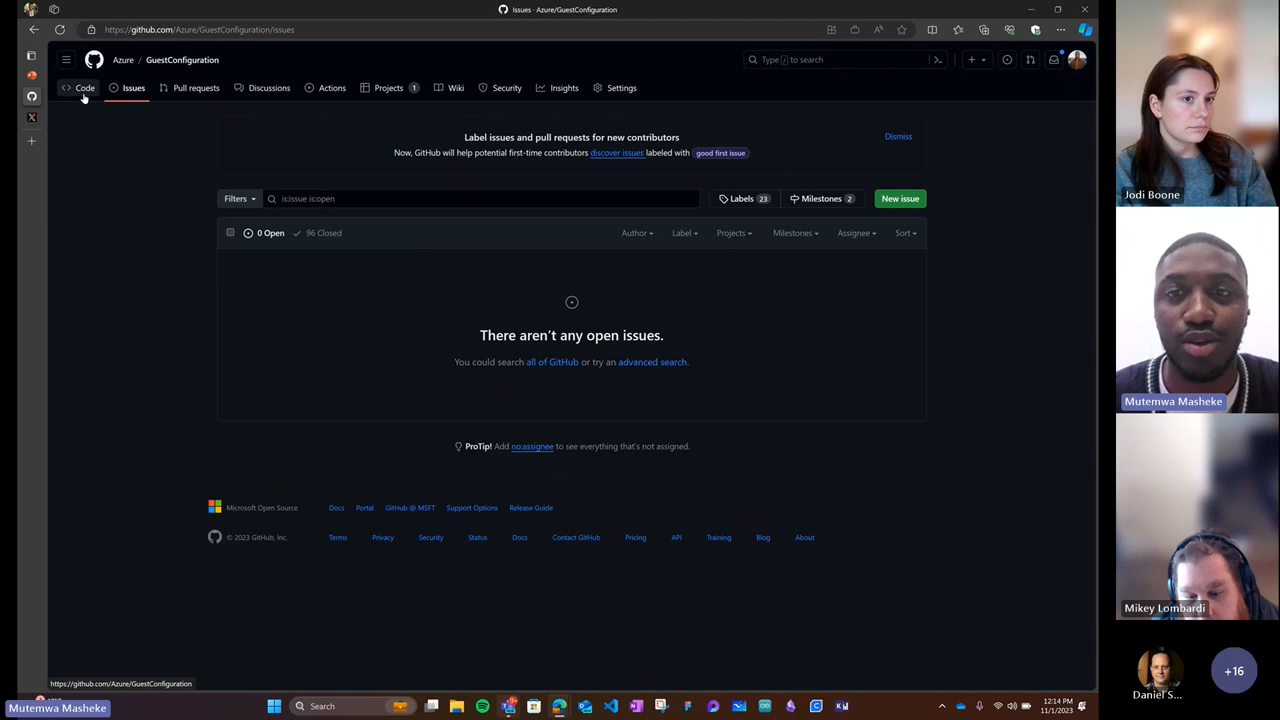 Issues · Azure/GuestConfiguration
https://github.com/Azure/GuestConfiguration/issues
Azure / GuestConfiguration
Type / to search
Code
Issues
Pull requests
Discussions
Actions
Projects 1
Wiki
Security
Insights
Settings
Label issues and pull requests for new contributors
Dismiss
Now, GitHub will help potential first-time contributors discover issues labeled with good first issue
Filters
is:issue is:open
Labels 23
Milestones 2
New issue
0 Open
96 Closed
Author
Label
Projects
Milestones
Assignee
Sort
There aren’t any open issues.
You could search all of GitHub or try an advanced search.
ProTip! Add no:assignee to see everything that's not assigned.
Microsoft Open Source
Docs
Portal
GitHub @ MSFT
Support Options
Release Guide
© 2023 GitHub, Inc.
Terms
Privacy
Security
Status
Docs
Contact GitHub
Pricing
API
Training
Blog
About
https://github.com/Azure/GuestConfiguration
Mutemwa Masheke
Search
12:14 PM
11/1/2023
Jodi Boone
Mutemwa Masheke
Mikey Lombardi
Daniel S...
+16